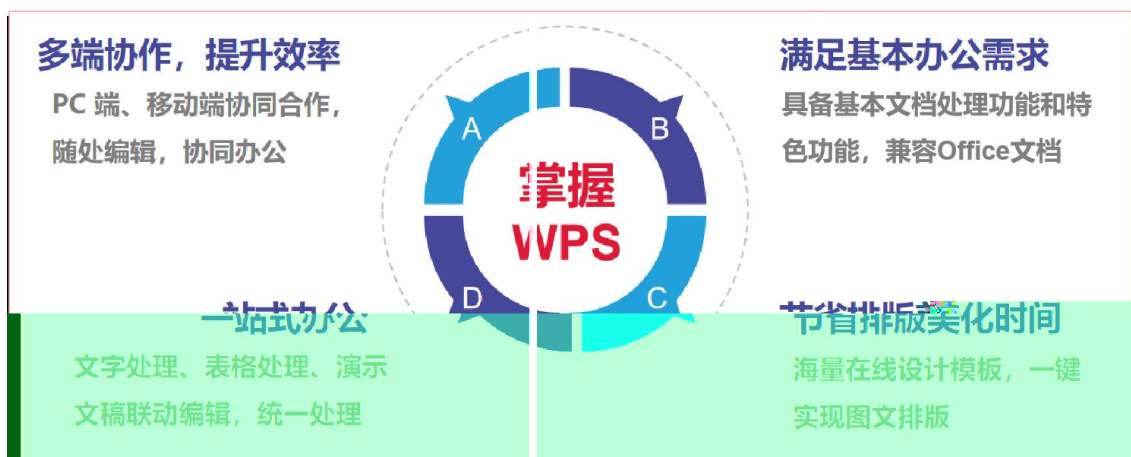 多端协作，提升效率
PC 端、移动端协同合作，
随处编辑，协同办公
满足基本办公需求
具备基本文档处理功能和特
色功能，兼容Office文档
A
B
掌握
WPS
D
C
一站式办公
文字处理、表格处理、演示
文稿联动编辑，统一处理
节省排版美化时间
海量在线设计模板，一键
实现图文排版